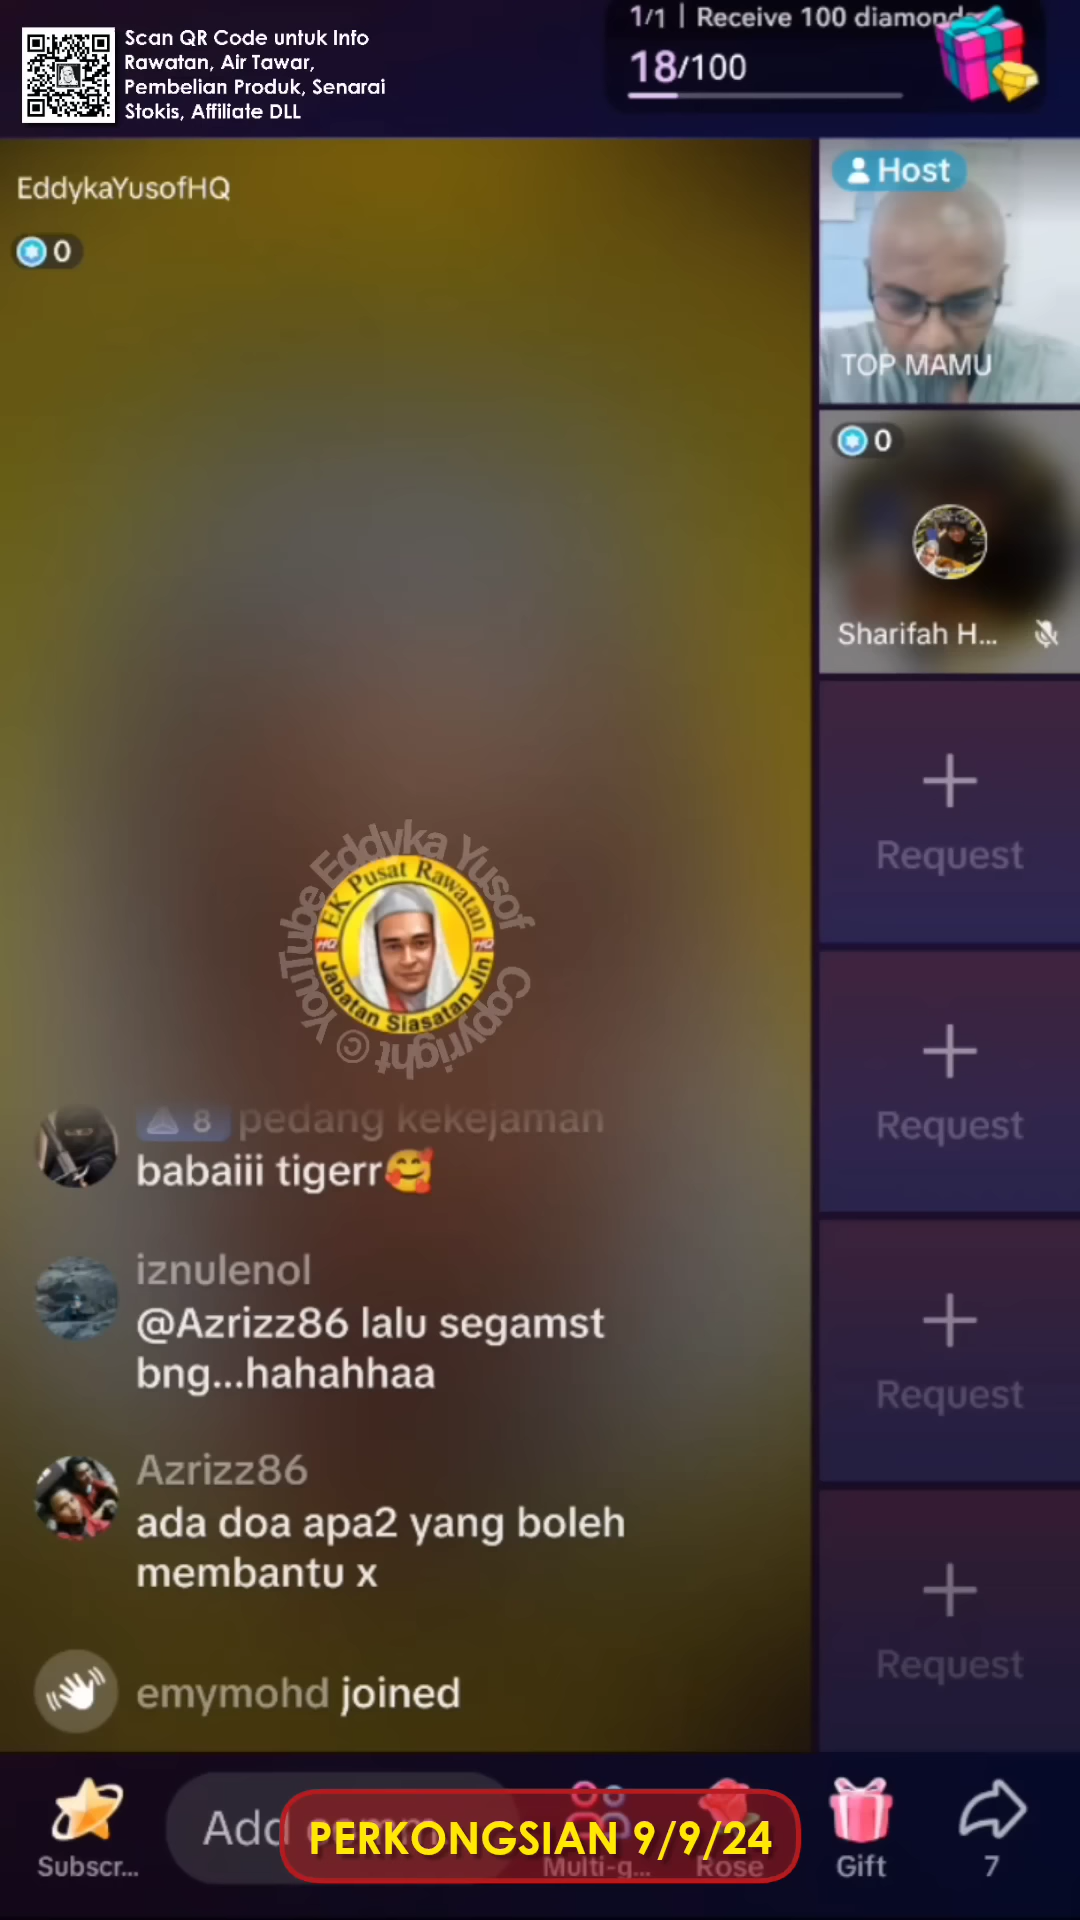 Scan QR Code untuk Info
Rawatan, Air Tawar,
Pembelian Produk, Senarai
Stokis, Affiliate DLL
1/1 | Receive 100 diamonds
18/100
EddykaYusofHQ
0
Host
TOP MAMU
0
Sharifah H...
Request
Request
Request
Request
YouTube Eddyka Yusof Copyright ©
EK Pusat Rawatan
HQ HQ
Jabatan Siasatan Jin
8 pedang kekejaman
babaiii tigerr🥰
iznulenol
@Azrizz86 lalu segamst
bng...hahahhaa
Azrizz86
ada doa apa2 yang boleh
membantu x
emymohd joined
Add comm
PERKONGSIAN 9/9/24
Subscr...
Multi-g...
Rose
Gift
7